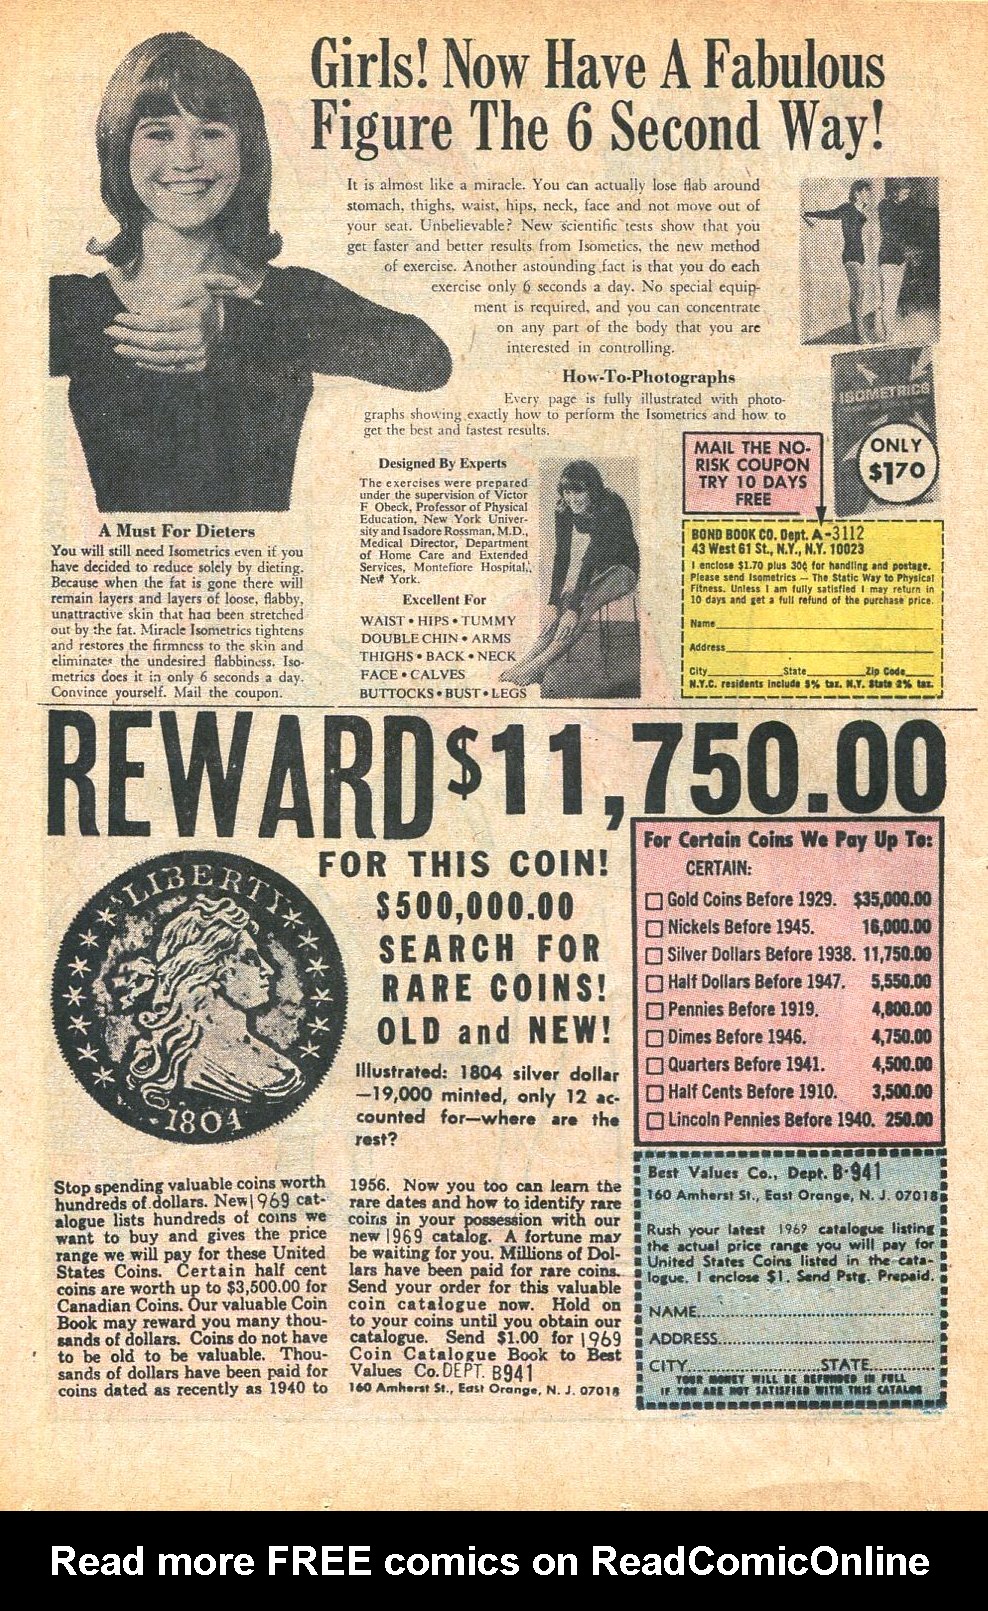 Girls! Now Have A Fabulous
Figure The 6 Second Way!
It is almost like a miracle. You can actually lose flab around
stomach, thighs, waist, hips, neck, face and not move out of
your seat. Unbelievable? New scientific tests show that you
get faster and better results from Isometics, the new method
of exercise. Another astounding fact is that you do each
exercise only 6 seconds a day. No special equip-
ment is required, and you can concentrate
on any part of the body that you are
interested in controlling.
How-To-Photographs
Every page is fully illustrated with photo-
graphs showing exactly how to perform the Isometrics and how to
get the best and fastest results.
ISOMETRICS
ONLY
$1.70
MAIL THE NO-
RISK COUPON
TRY 10 DAYS
FREE
Designed By Experts
The exercises were prepared
under the supervision of Victor
F Obeck, Professor of Physical
Education, New York Univer-
sity and Isadore Rossman, M.D.,
Medical Director, Department
of Home Care and Extended
Services, Montefiore Hospital,
New York.
Excellent For
WAIST • HIPS • TUMMY
DOUBLE CHIN • ARMS
THIGHS • BACK • NECK
FACE • CALVES
BUTTOCKS • BUST • LEGS
A Must For Dieters
You will still need Isometrics even if you
have decided to reduce solely by dieting.
Because when the fat is gone there will
remain layers and layers of loose, flabby,
unattractive skin that had been stretched
out by the fat. Miracle Isometrics tightens
and restores the firmness to the skin and
eliminates the undesired flabbiness. Iso-
metrics does it in only 6 seconds a day.
Convince yourself. Mail the coupon.
BOND BOOK CO. Dept. A-3112
43 West 61 St., N.Y., N.Y. 10023
I enclose $1.70 plus 30¢ for handling and postage.
Please send Isometrics — The Static Way to Physical
Fitness. Unless I am fully satisfied I may return in
10 days and get a full refund of the purchase price.
Name
Address
City State Zip Code
N.Y.C. residents include 5% tax. N.Y. State 2% tax.
REWARD $11,750.00
FOR THIS COIN!
$500,000.00
SEARCH FOR
RARE COINS!
OLD and NEW!
LIBERTY
1804
Illustrated: 1804 silver dollar
—19,000 minted, only 12 ac-
counted for—where are the
rest?
For Certain Coins We Pay Up To:
CERTAIN:
Gold Coins Before 1929. $35,000.00
Nickels Before 1945. 16,000.00
Silver Dollars Before 1938. 11,750.00
Half Dollars Before 1947. 5,550.00
Pennies Before 1919. 4,800.00
Dimes Before 1946. 4,750.00
Quarters Before 1941. 4,500.00
Half Cents Before 1910. 3,500.00
Lincoln Pennies Before 1940. 250.00
Stop spending valuable coins worth
hundreds of dollars. New 1969 cat-
alogue lists hundreds of coins we
want to buy and gives the price
range we will pay for these United
States Coins. Certain half cent
coins are worth up to $3,500.00 for
Canadian Coins. Our valuable Coin
Book may reward you many thou-
sands of dollars. Coins do not have
to be old to be valuable. Thou-
sands of dollars have been paid for
coins dated as recently as 1940 to
1956. Now you too can learn the
rare dates and how to identify rare
coins in your possession with our
new 1969 catalog. A fortune may
be waiting for you. Millions of Dol-
lars have been paid for rare coins.
Send your order for this valuable
coin catalogue now. Hold on
to your coins until you obtain our
catalogue. Send $1.00 for 1969
Coin Catalogue Book to Best
Values Co. DEPT. B941
160 Amherst St., East Orange, N. J. 07018
Best Values Co., Dept. B-941
160 Amherst St., East Orange, N. J. 07018
Rush your latest 1969 catalogue listing
the actual price range you will pay for
United States Coins listed in the cata-
logue. I enclose $1. Send Pstg. Prepaid.
NAME
ADDRESS
CITY STATE
YOUR MONEY WILL BE REFUNDED IN FULL
IF YOU ARE NOT SATISFIED WITH THIS CATALOG
Read more FREE comics on ReadComicOnline